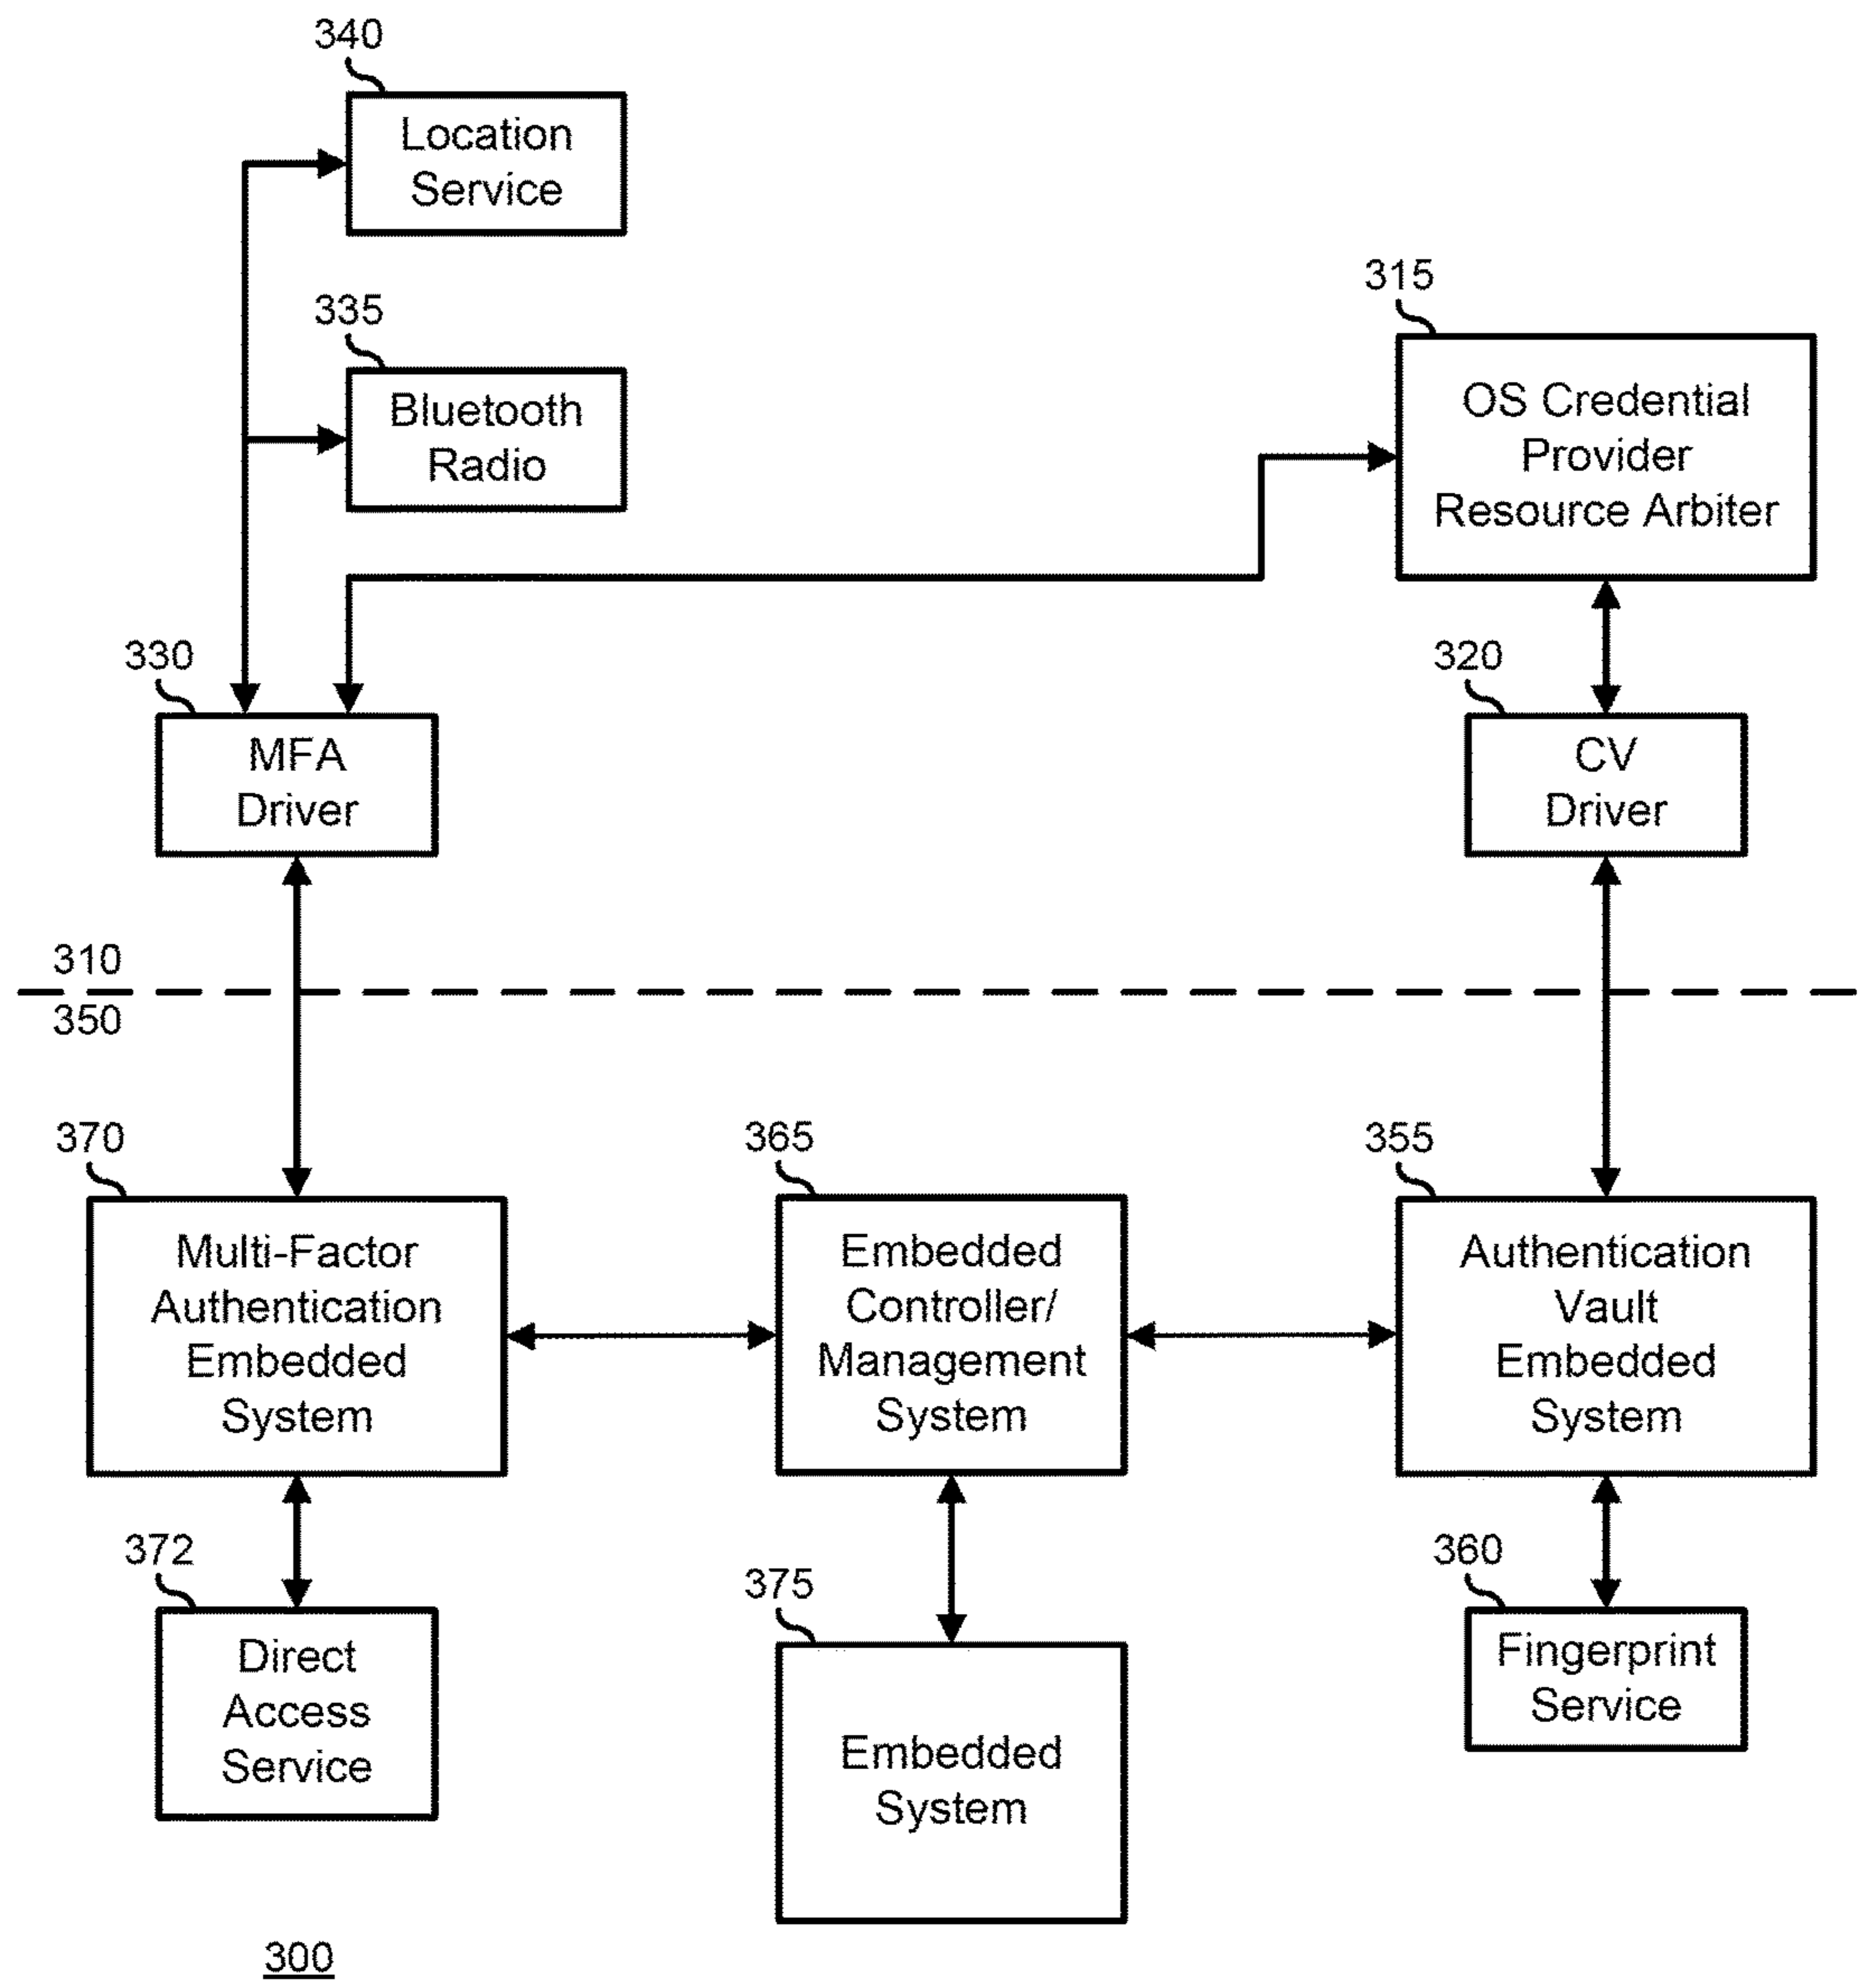 340
Location
Service
335
Bluetooth
Radio
315
OS Credential
Provider
Resource Arbiter
330
MFA
Driver
320
CV
Driver
310
350
370
Multi-Factor
Authentication
Embedded
System
365
Embedded
Controller/
Management
System
355
Authentication
Vault
Embedded
System
372
Direct
Access
Service
375
Embedded
System
360
Fingerprint
Service
300